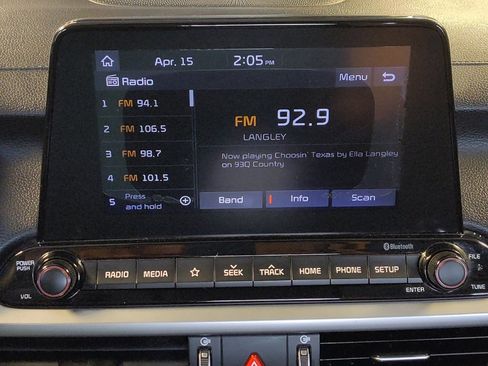 Apr. 15 2:05 PM
Radio Menu
1 FM 94.1
2 FM 106.5
3 FM 98.7
4 FM 101.5
5 Press and hold
FM 92.9
LANGLEY
Now playing Choosin' Texas by Ella Langley
on 93Q Country
Band Info Scan
Bluetooth
POWER
PUSH
VOL
RADIO MEDIA SEEK TRACK HOME PHONE SETUP
FILE
ENTER TUNE